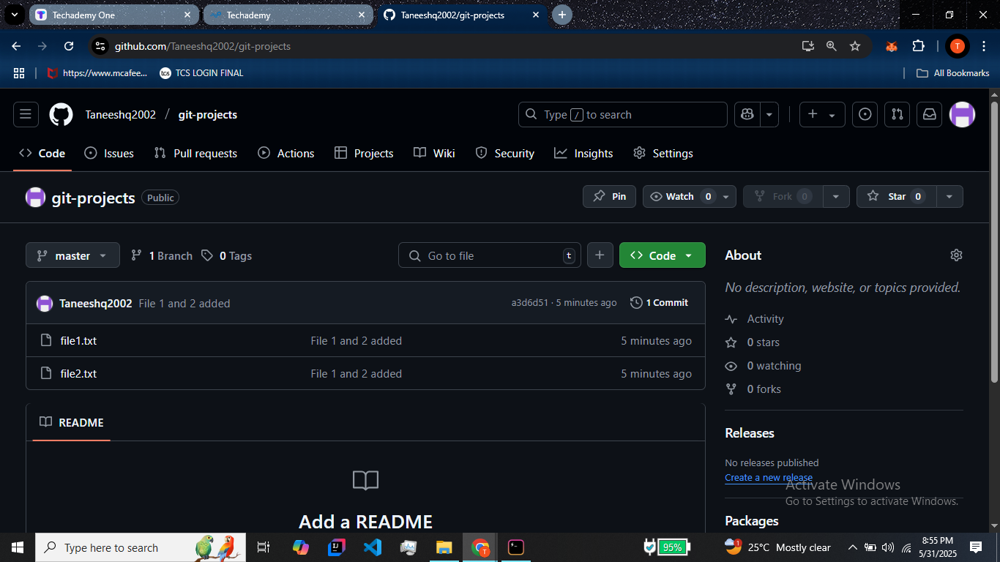 Techademy One
Techademy
Taneeshq2002/git-projects
github.com/Taneeshq2002/git-projects
T
https://www.mcafee...
tcs TCS LOGIN FINAL
All Bookmarks
Taneeshq2002 / git-projects
Type / to search
Code
Issues
Pull requests
Actions
Projects
Wiki
Security
Insights
Settings
git-projects Public
Pin
Watch 0
Fork 0
Star 0
master
1 Branch
0 Tags
Go to file t
Code
About
No description, website, or topics provided.
Taneeshq2002 File 1 and 2 added
a3d6d51 · 5 minutes ago
1 Commit
file1.txt File 1 and 2 added 5 minutes ago
file2.txt File 1 and 2 added 5 minutes ago
Activity
0 stars
0 watching
0 forks
README
Add a README
Releases
No releases published
Create a new release
Activate Windows
Go to Settings to activate Windows.
Packages
Type here to search
T
95%
1
25°C Mostly clear
8:55 PM
5/31/2025